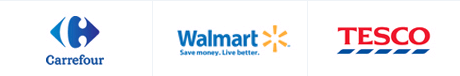 Carrefour
Walmart
Save money. Live better.
TESCO